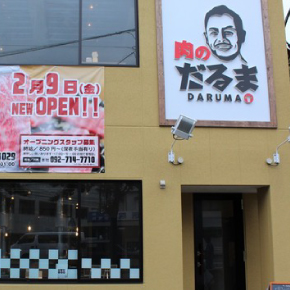 肉の
だるま
DARUMA
2月9日(金)
NEW OPEN!!
オープニングスタッフ募集
092-714-7710